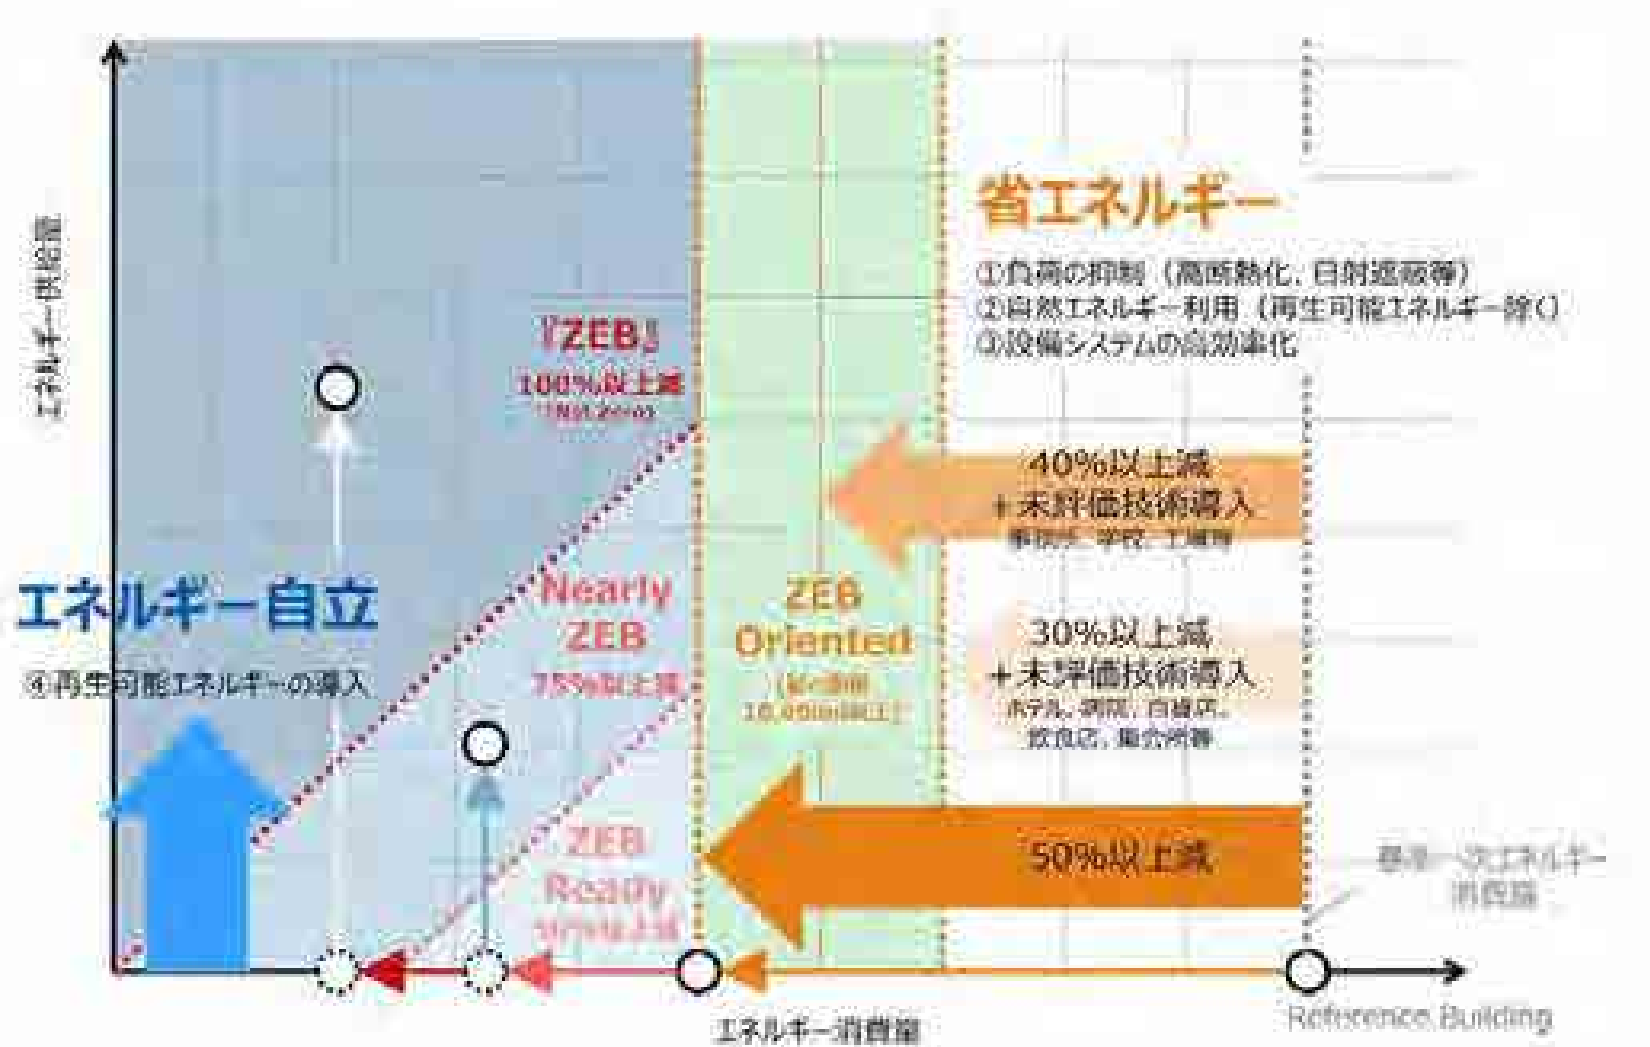 エネルギー供給量
『ZEB』
100%以上減
エネルギー自立
④再生可能エネルギーの導入
Nearly
ZEB
75%以上減
ZEB
Ready
50%以上減
ZEB
Oriented
省エネルギー
①負荷の抑制(高断熱化、日射遮蔽等)
②自然エネルギー利用(再生可能エネルギー除く)
③設備システムの高効率化
40%以上減
+未評価技術導入
事務所、学校、工場等
30%以上減
+未評価技術導入
ホテル、病院、百貨店、
飲食店、集会所等
50%以上減
基準一次エネルギー
消費量
エネルギー消費量
Reference Building